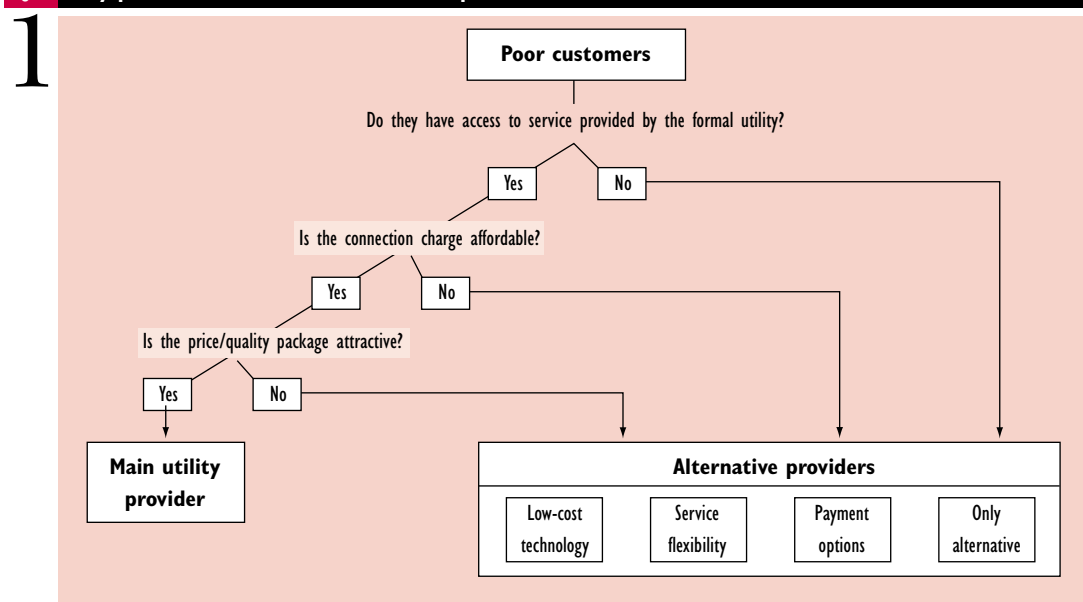 1
Poor customers
Do they have access to service provided by the formal utility?
Yes
No
Is the connection charge affordable?
Yes
No
Is the price/quality package attractive?
Yes
No
Main utility
provider
Alternative providers
Low-cost
technology
Service
flexibility
Payment
options
Only
alternative